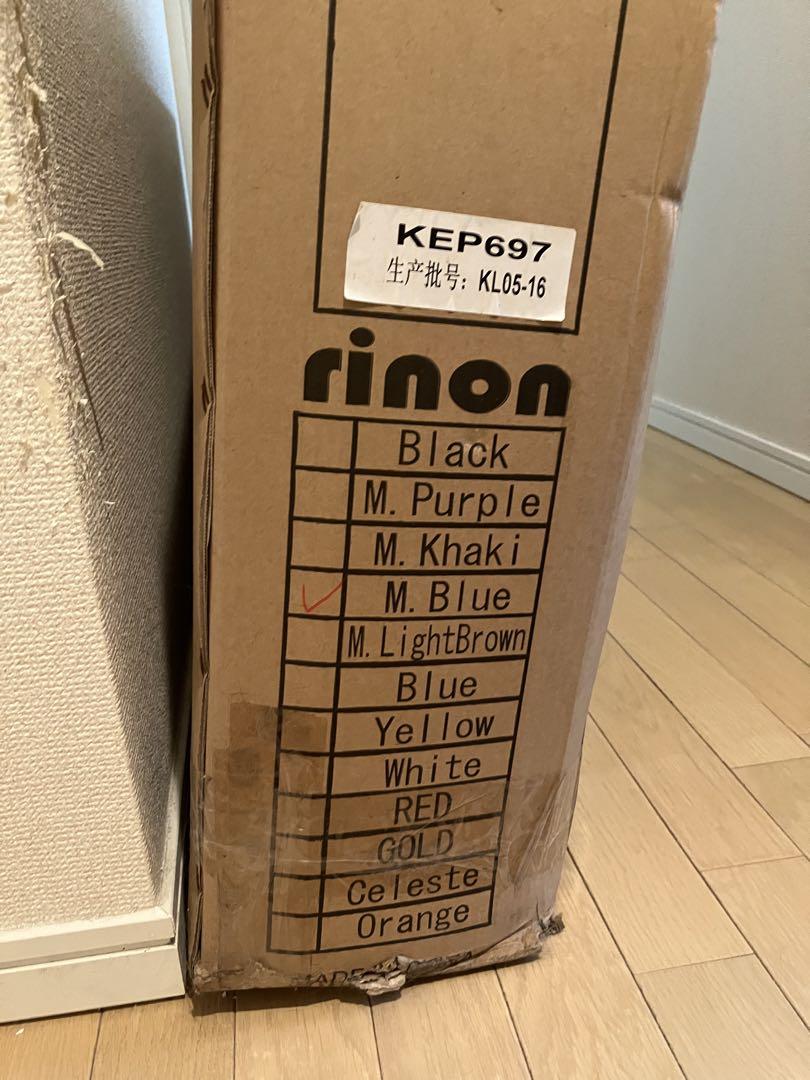 KEP697
生产批号: KL05-16
rinon
Black
M. Purple
M. Khaki
M. Blue
M. LightBrown
Blue
Yellow
White
RED
GOLD
Celeste
Orange